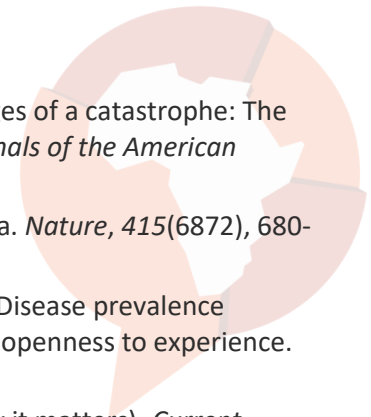 ges of a catastrophe: The
nals of the American
a. Nature, 415(6872), 680-
Disease prevalence
openness to experience.
it matters). Current